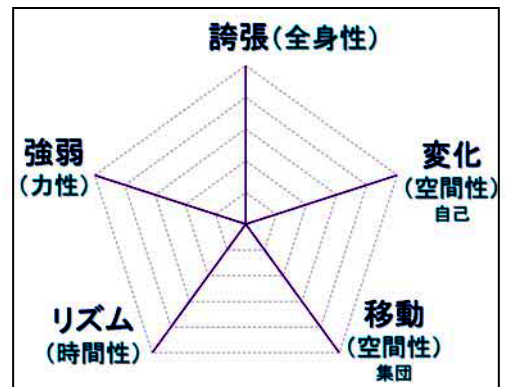 誇張(全身性)
強弱
(力性)
変化
(空間性)
自己
リズム
(時間性)
移動
(空間性)
集団